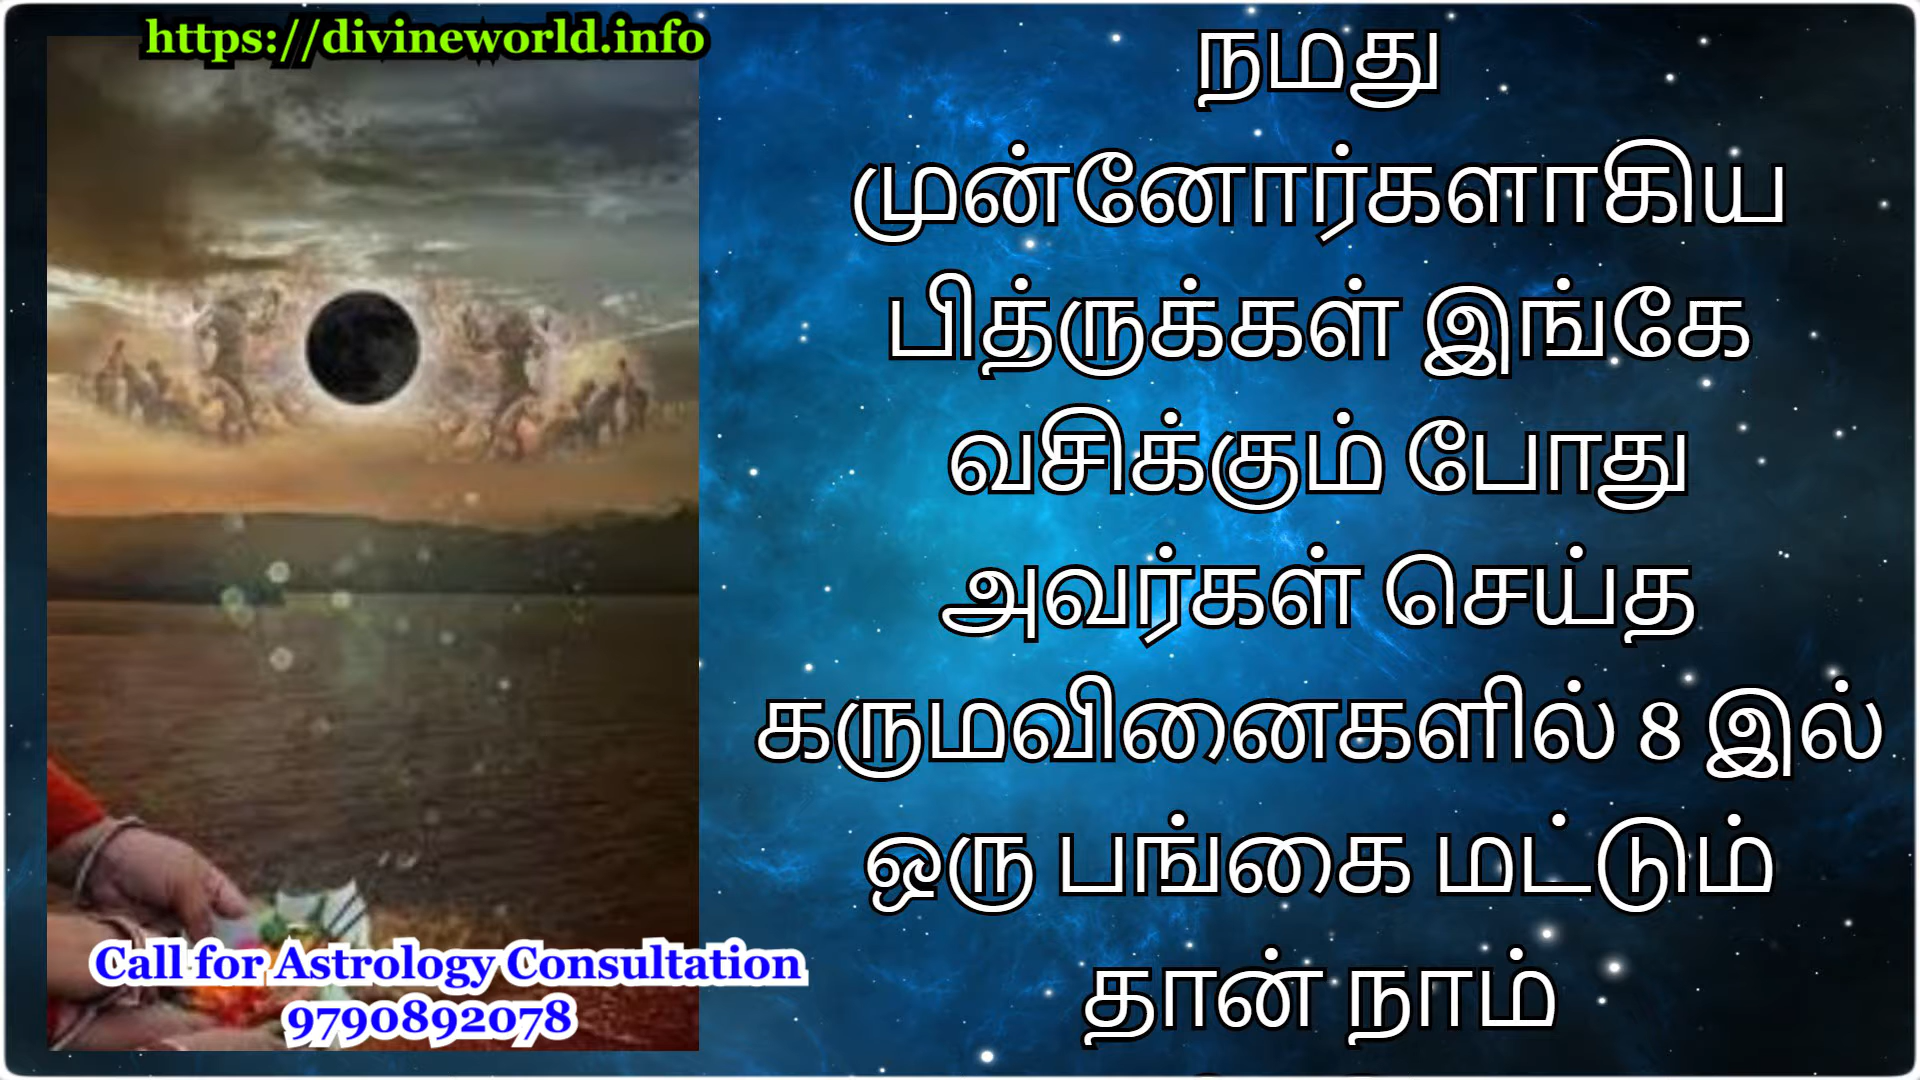 https://divineworld.info
நமது
முன்னோர்களாகிய
பித்ருக்கள் இங்கே
வசிக்கும் போது
அவர்கள் செய்த
கருமவினைகளில் 8 இல்
ஒரு பங்கை மட்டும்
தான் நாம்
Call for Astrology Consultation
9790892078